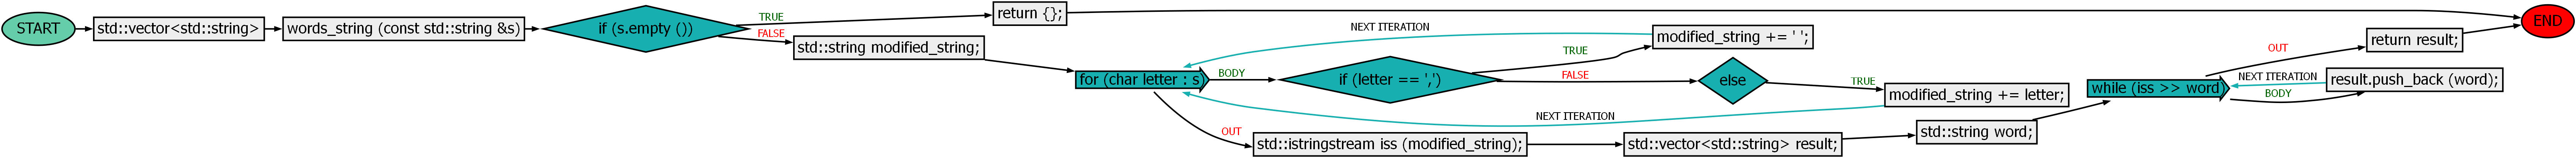 START
std::vector<std::string>
words_string (const std::string &s)
if (s.empty ())
TRUE
return {};
FALSE
std::string modified_string;
for (char letter : s)
BODY
if (letter == ',')
TRUE
modified_string += ' ';
NEXT ITERATION
FALSE
else
TRUE
modified_string += letter;
NEXT ITERATION
OUT
std::istringstream iss (modified_string);
std::vector<std::string> result;
std::string word;
while (iss >> word)
BODY
result.push_back (word);
NEXT ITERATION
OUT
return result;
END